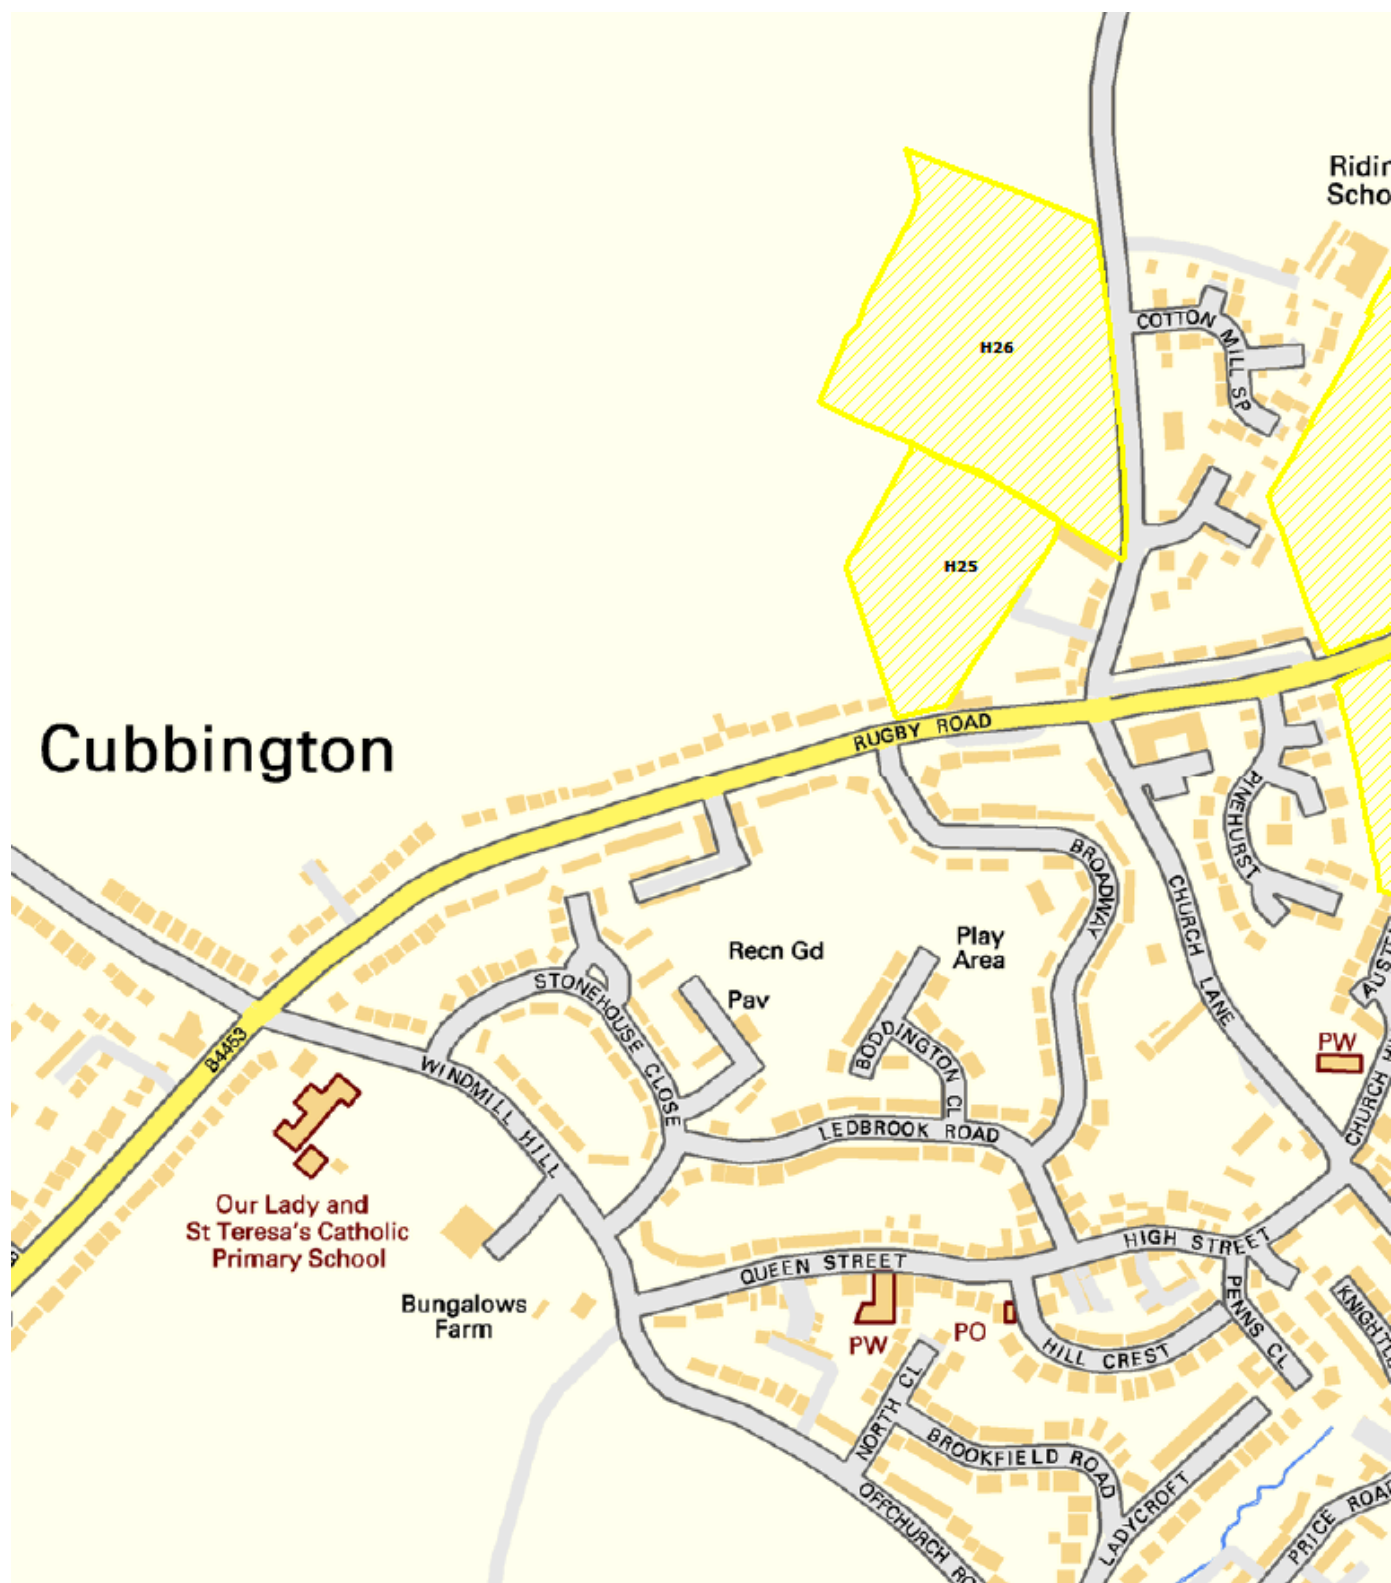 Ridin
Scho
COTTON MILL SP
H26
H25
RUGBY ROAD
Cubbington
PINEHURST
BROADWAY
CHURCH LANE
Recn Gd
Play
Area
Pav
STONEHOUSE CLOSE
BODDINGTON CL
B4453
PW
WINDMILL HILL
LEDBROOK ROAD
CHURCH H
Our Lady and
St Teresa's Catholic
Primary School
HIGH STREET
QUEEN STREET
Bungalows
Farm
PW
PO
PENNS CL
KNIGHTLE
HILL CREST
NORTH CL
BROOKFIELD ROAD
LADYCROFT
OFFCHURCH RO
PRICE ROAD